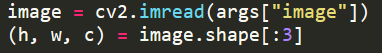 image = cv2.imread(args["image"])
(h, w, c) = image.shape[:3]